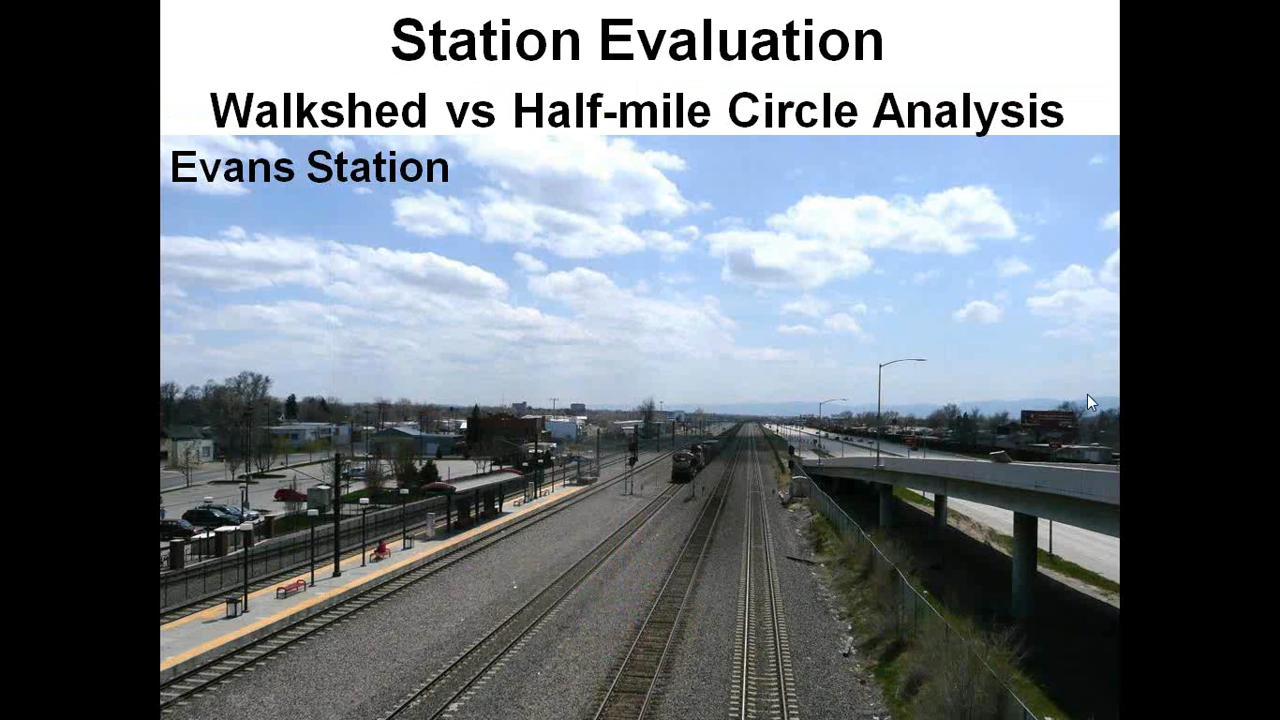 Station Evaluation
Walkshed vs Half-mile Circle Analysis
Evans Station